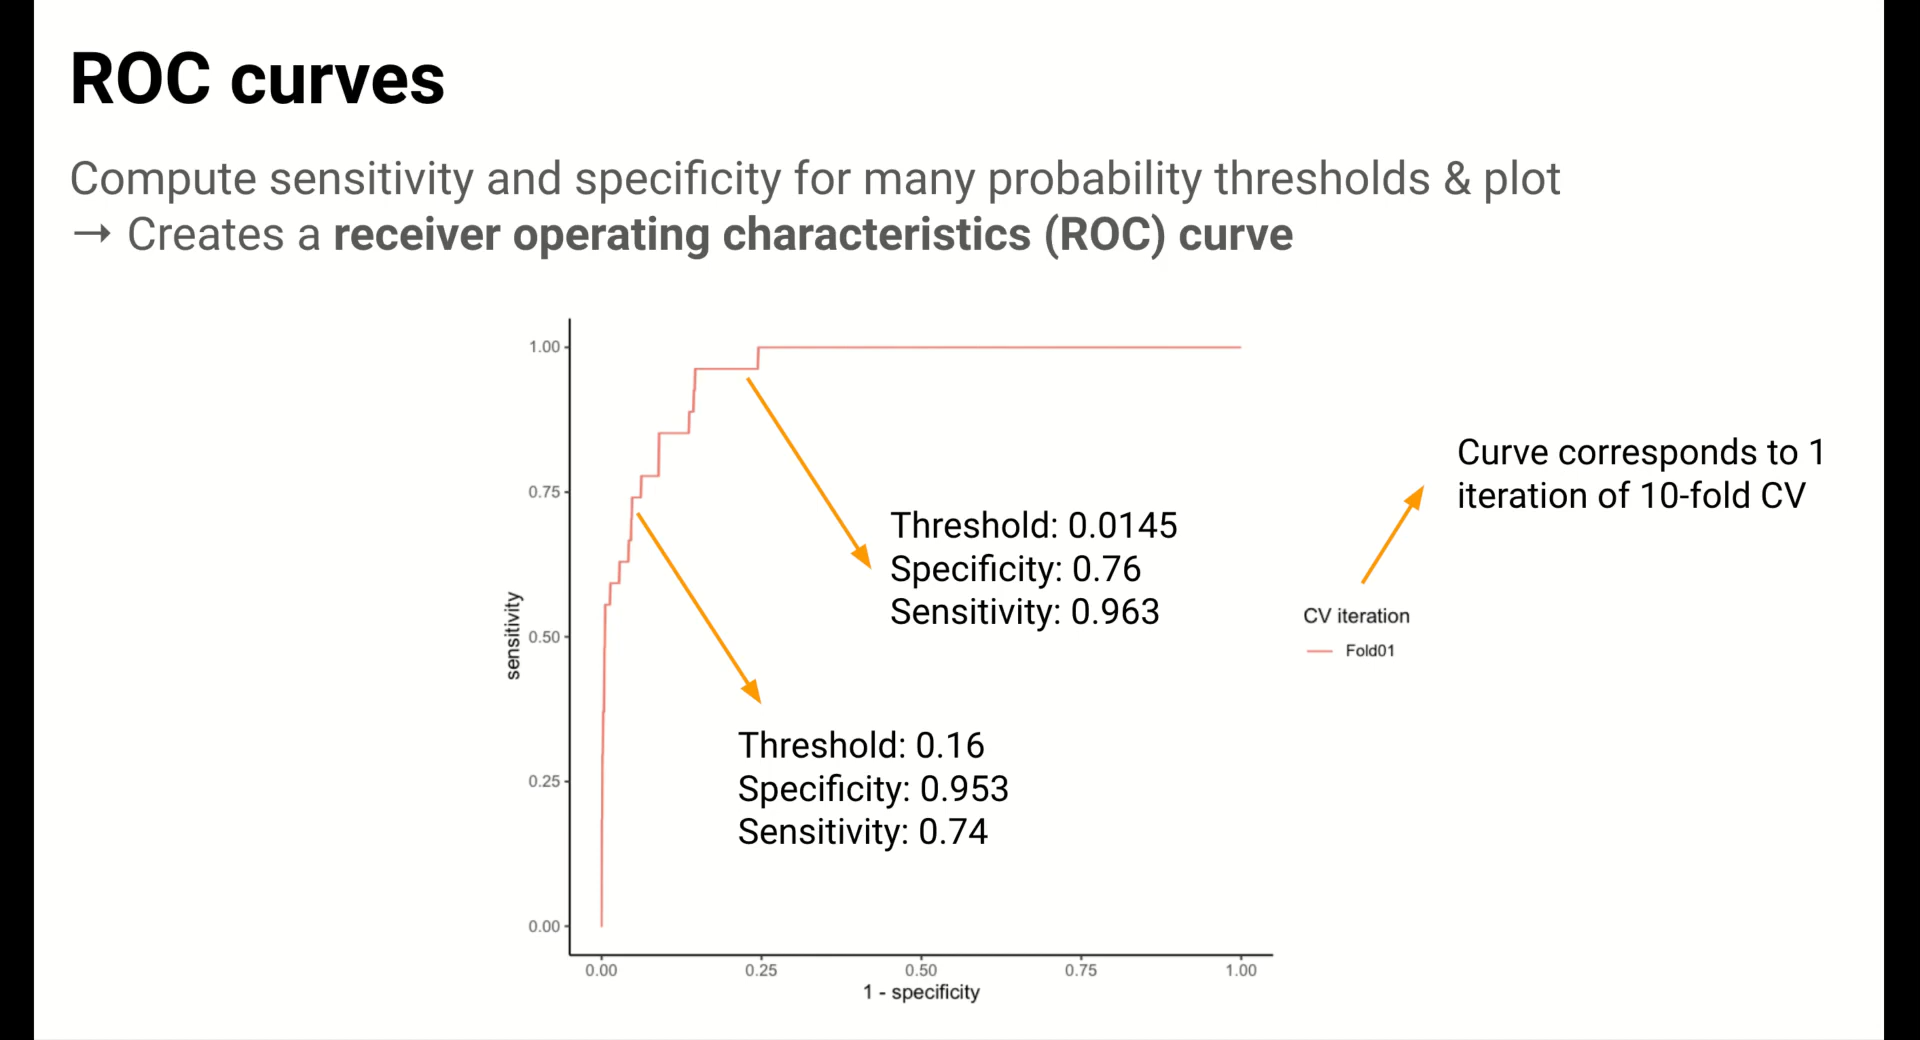 ROC curves
Compute sensitivity and specificity for many probability thresholds & plot
→ Creates a receiver operating characteristics (ROC) curve
1.00
0.75
0.50
0.25
0.00
sensitivity
0.00 0.25 0.50 0.75 1.00
1 - specificity
Threshold: 0.0145
Specificity: 0.76
Sensitivity: 0.963
Threshold: 0.16
Specificity: 0.953
Sensitivity: 0.74
Curve corresponds to 1
iteration of 10-fold CV
CV iteration
Fold01